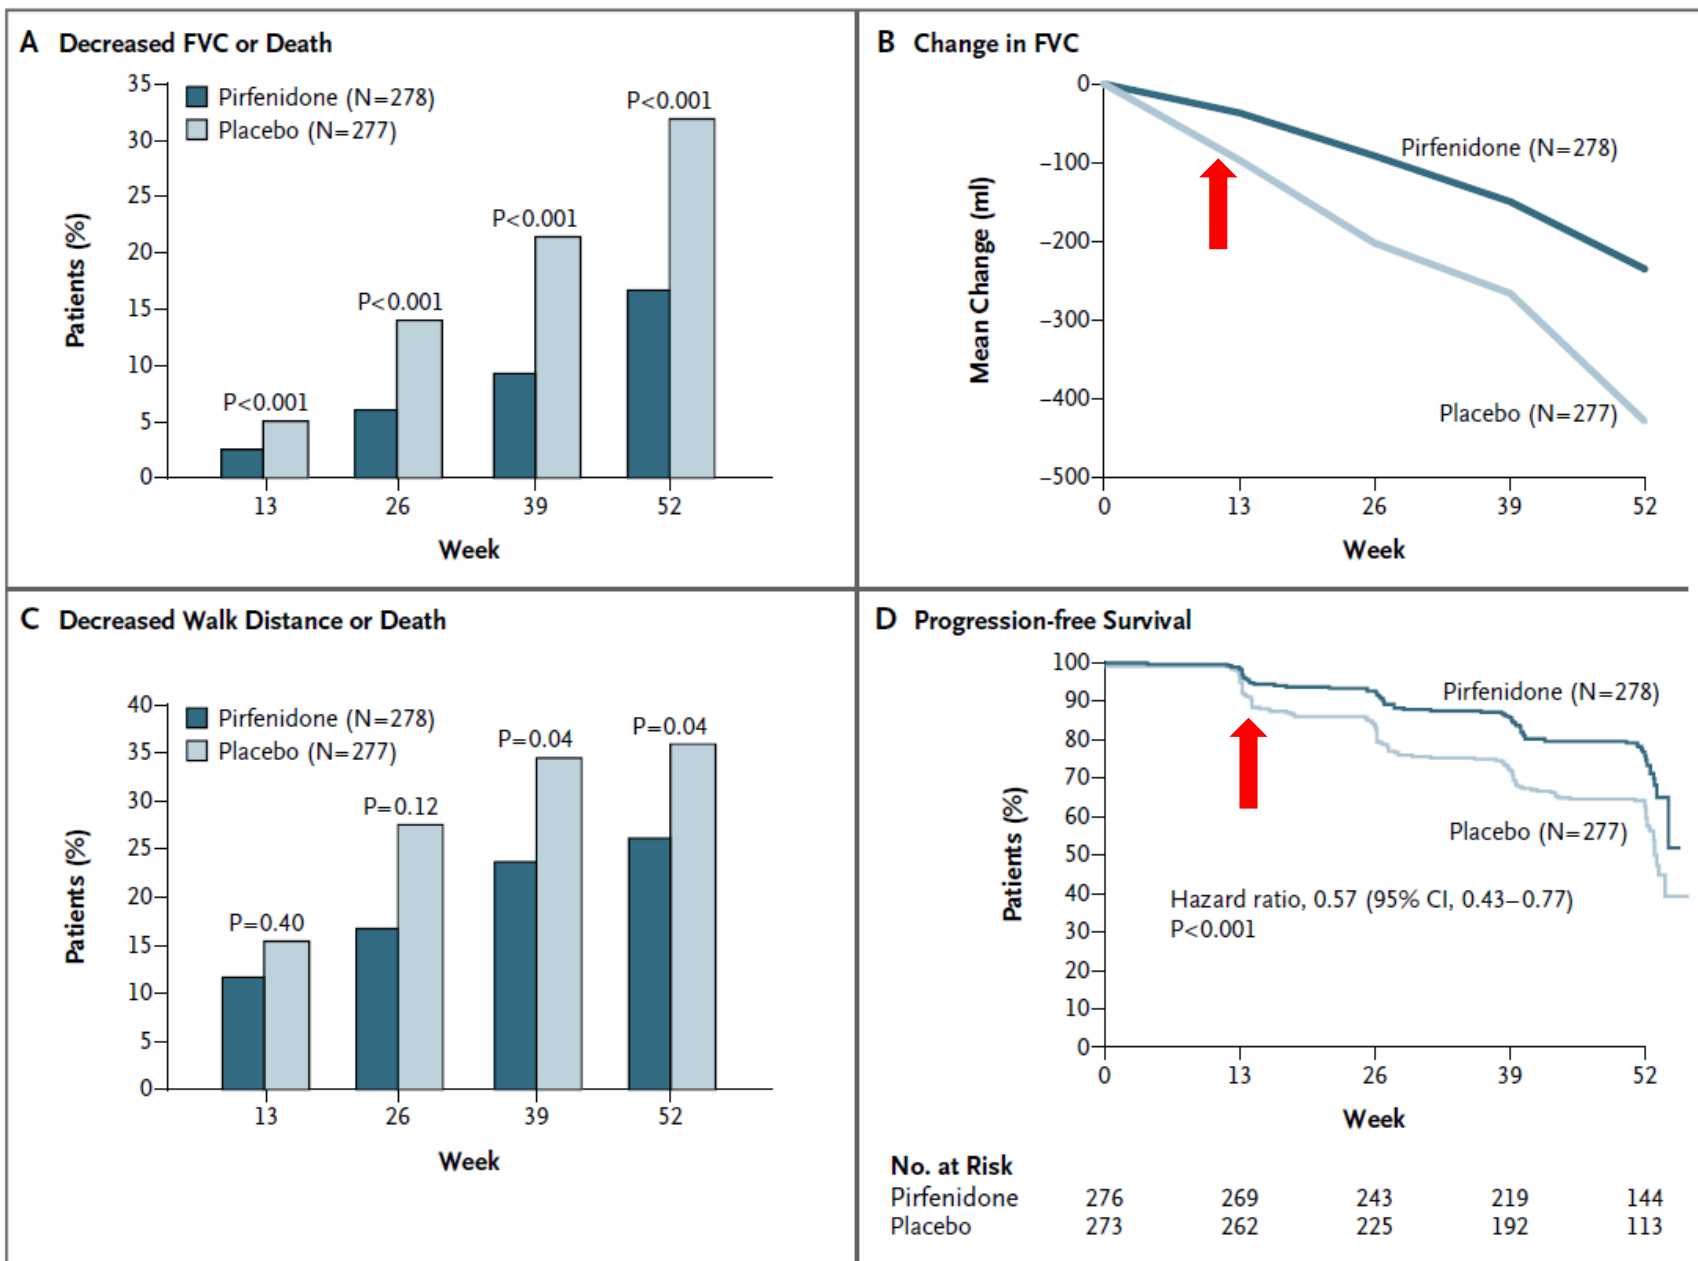 A Decreased FVC or Death
35
30
25
20
15
10
5
0
Patients (%)
Pirfenidone (N=278)
Placebo (N=277)
P<0.001
P<0.001
P<0.001
P<0.001
13 26 39 52
Week
B Change in FVC
0
−100
−200
−300
−400
−500
Mean Change (ml)
Pirfenidone (N=278)
Placebo (N=277)
0 13 26 39 52
Week
C Decreased Walk Distance or Death
40
35
30
25
20
15
10
5
0
Patients (%)
Pirfenidone (N=278)
Placebo (N=277)
P=0.40
P=0.12
P=0.04
P=0.04
13 26 39 52
Week
D Progression-free Survival
100
90
80
70
60
50
40
30
20
10
0
Patients (%)
Pirfenidone (N=278)
Placebo (N=277)
Hazard ratio, 0.57 (95% CI, 0.43–0.77)
P<0.001
0 13 26 39 52
Week
No. at Risk
Pirfenidone 276 269 243 219 144
Placebo 273 262 225 192 113